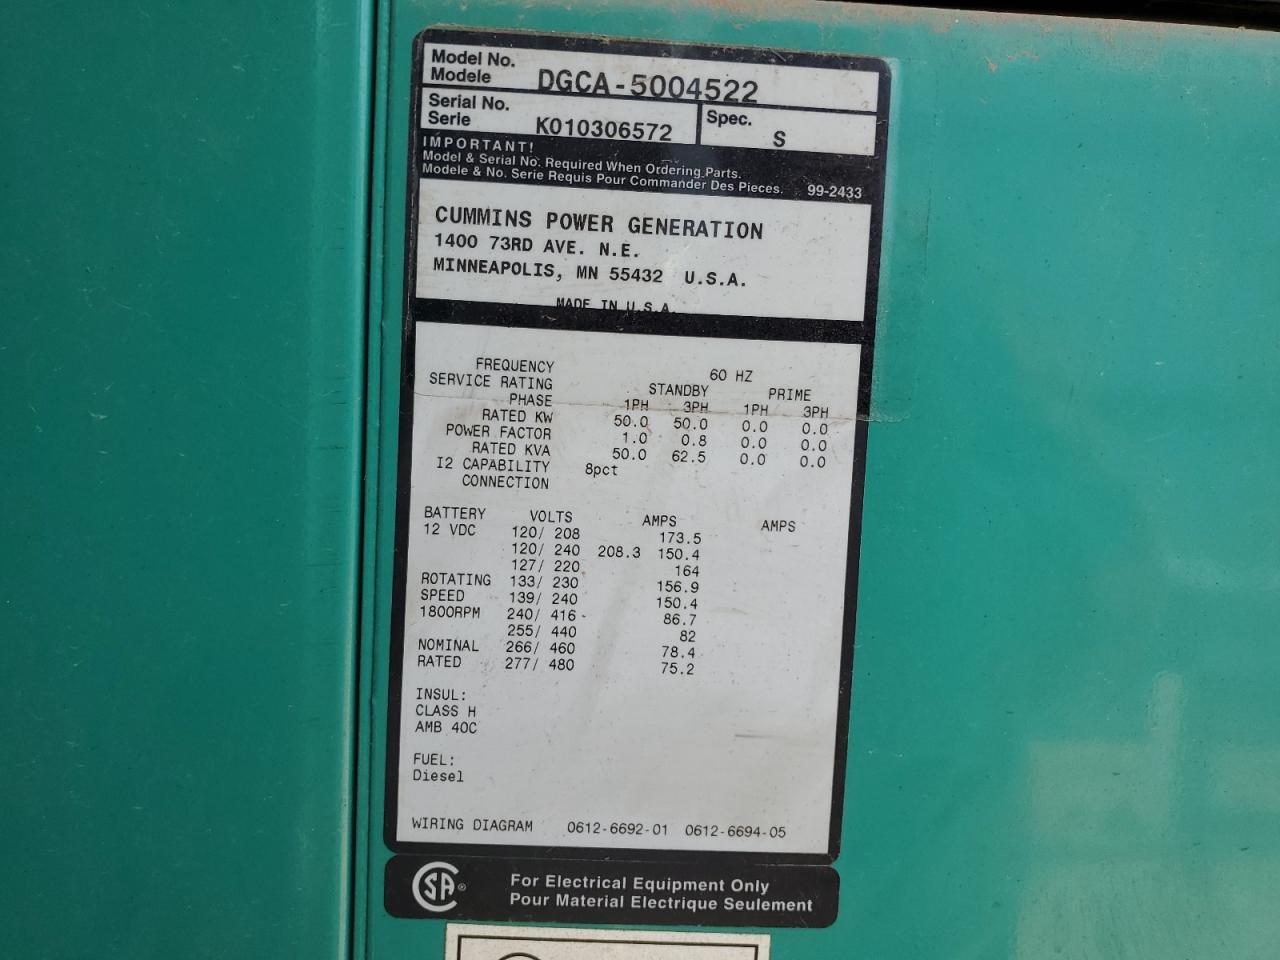 Model No.
Modele DGCA-5004522
Serial No.
Serie K010306572 Spec. S
IMPORTANT!
Model & Serial No. Required When Ordering Parts.
Modele & No. Serie Requis Pour Commander Des Pieces. 99-2433
CUMMINS POWER GENERATION
1400 73RD AVE. N.E.
MINNEAPOLIS, MN 55432 U.S.A.
MADE IN U.S.A.
FREQUENCY 60 HZ
SERVICE RATING STANDBY PRIME
PHASE 1PH 3PH 1PH 3PH
RATED KW 50.0 50.0 0.0 0.0
POWER FACTOR 1.0 0.8 0.0 0.0
RATED KVA 50.0 62.5 0.0 0.0
I2 CAPABILITY 8pct
CONNECTION
BATTERY VOLTS AMPS AMPS
12 VDC 120/ 208 173.5
120/ 240 208.3 150.4
127/ 220 164
ROTATING 133/ 230 156.9
SPEED 139/ 240 150.4
1800RPM 240/ 416 86.7
255/ 440 82
NOMINAL 266/ 460 78.4
RATED 277/ 480 75.2
INSUL:
CLASS H
AMB 40C
FUEL:
Diesel
WIRING DIAGRAM 0612-6692-01 0612-6694-05
CSA® For Electrical Equipment Only
Pour Material Electrique Seulement